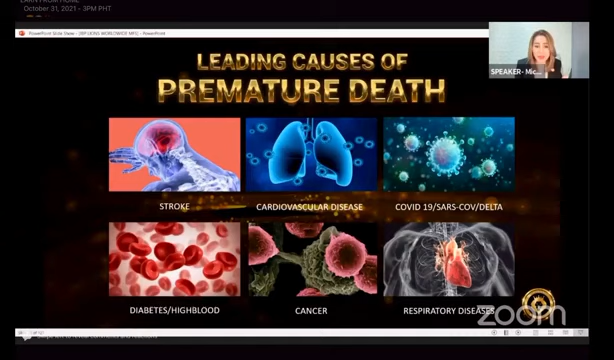 October 31, 2021 - 3PM PHT
LEADING CAUSES OF
PREMATURE DEATH
SPEAKER- Mic...
STROKE
CARDIOVASCULAR DISEASE
COVID 19/SARS-COV/DELTA
DIABETES/HIGHBLOOD
CANCER
RESPIRATORY DISEASES
zoom